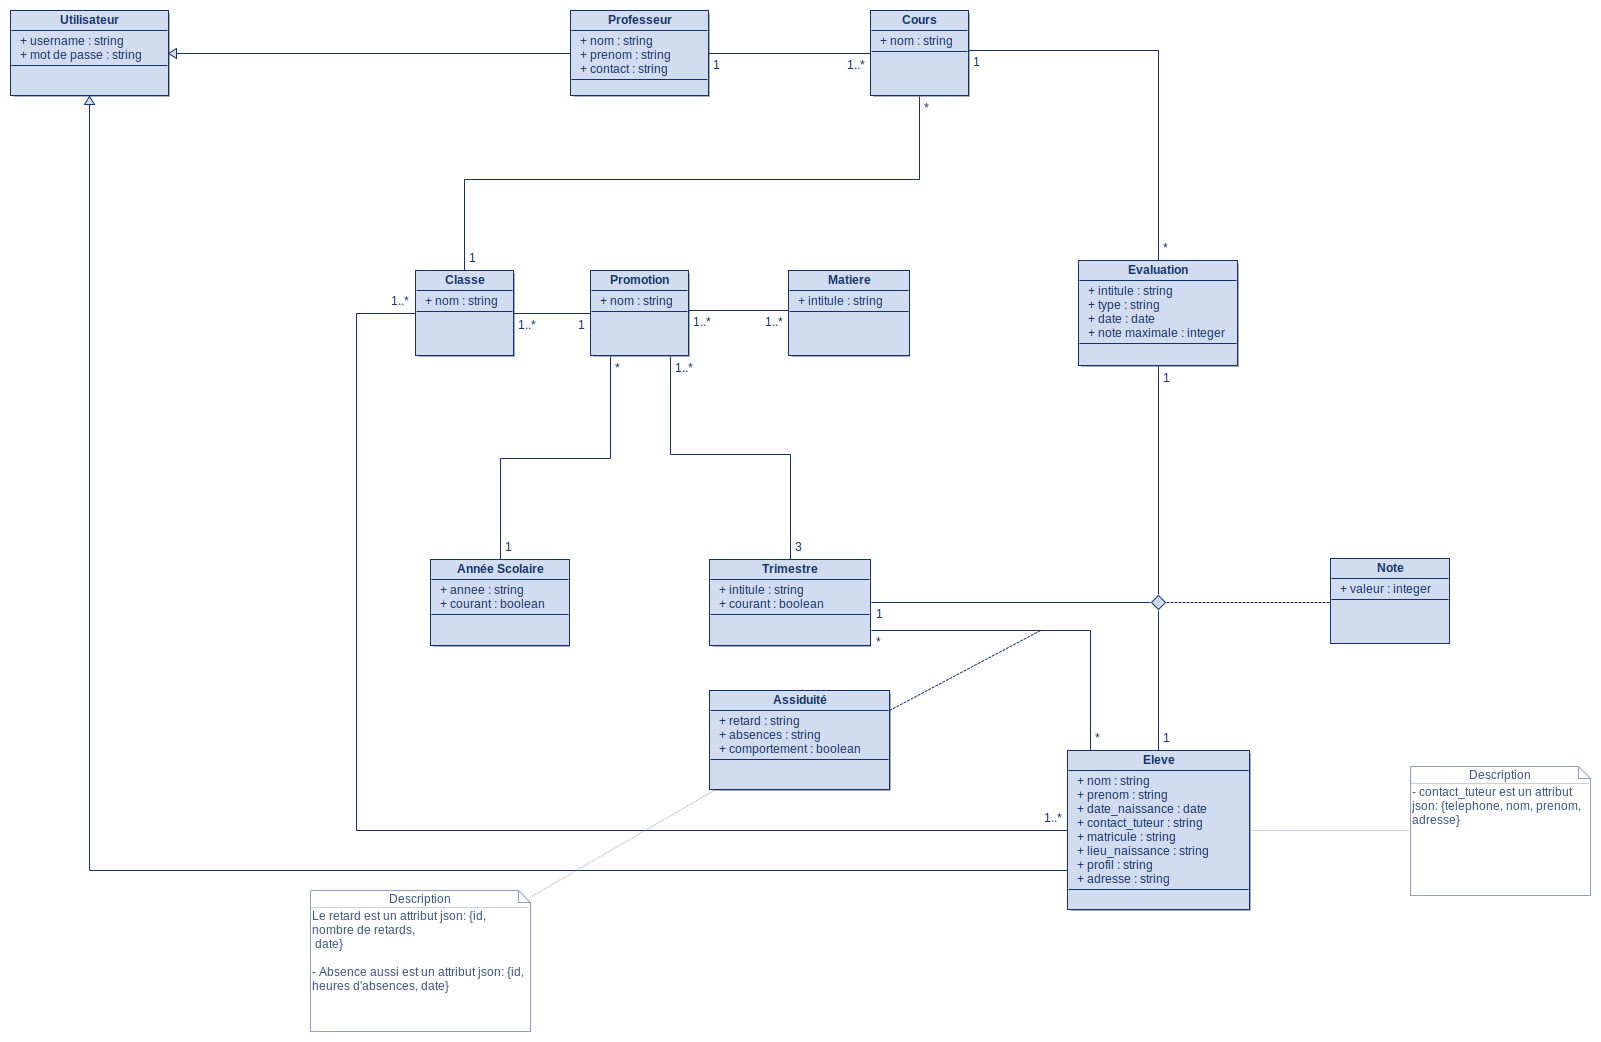 Utilisateur
+ username : string
+ mot de passe : string
Professeur
+ nom : string
+ prenom : string
+ contact : string
1
1..*
Cours
+ nom : string
1
*
*
1
1..*
Classe
+ nom : string
1..*
1
Promotion
+ nom : string
1..*
1..*
Matiere
+ intitule : string
Evaluation
+ intitule : string
+ type : string
+ date : date
+ note maximale : integer
*
1..*
1
1
3
Année Scolaire
+ annee : string
+ courant : boolean
Trimestre
+ intitule : string
+ courant : boolean
1
*
Note
+ valeur : integer
Assiduité
+ retard : string
+ absences : string
+ comportement : boolean
*
1
1..*
Eleve
+ nom : string
+ prenom : string
+ date_naissance : date
+ contact_tuteur : string
+ matricule : string
+ lieu_naissance : string
+ profil : string
+ adresse : string
Description
- contact_tuteur est un attribut
json: {telephone, nom, prenom,
adresse}
Description
Le retard est un attribut json: {id,
nombre de retards,
date}
- Absence aussi est un attribut json: {id,
heures d'absences, date}